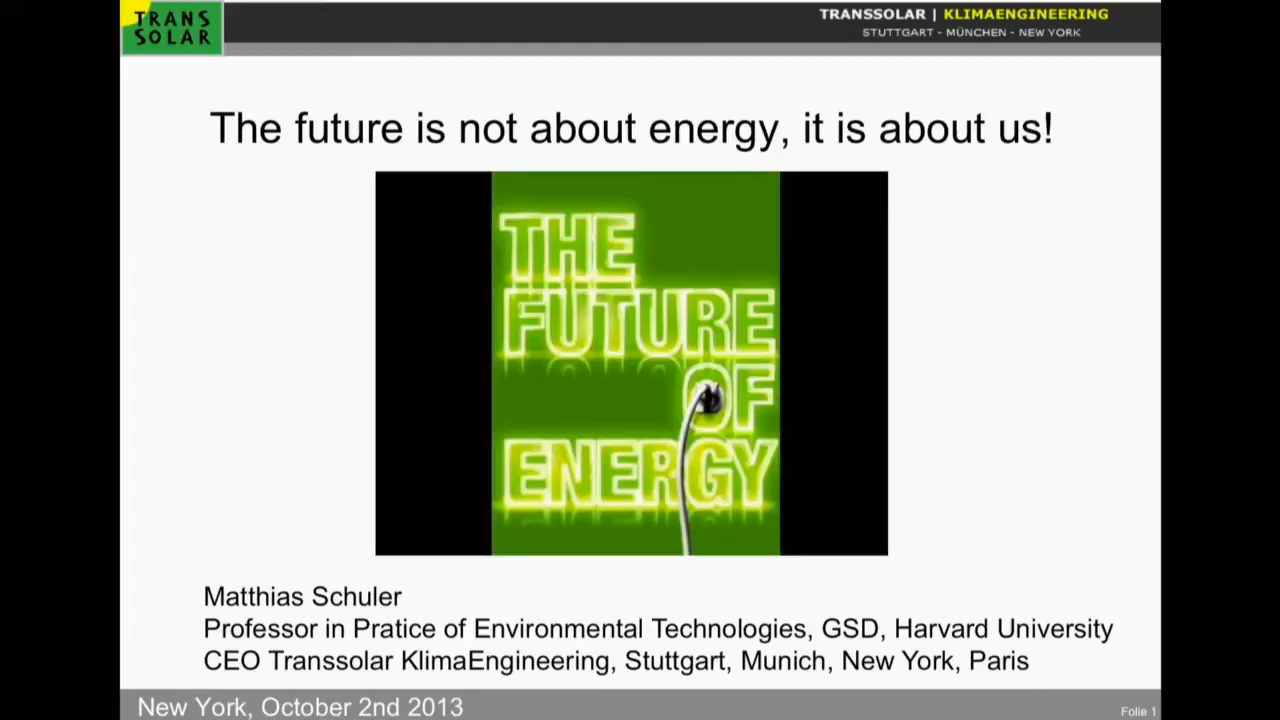 TRANS
SOLAR
TRANSSOLAR | KLIMAENGINEERING
STUTTGART - MÜNCHEN - NEW YORK
The future is not about energy, it is about us!
THE
FUTURE
OF
ENERGY
Matthias Schuler
Professor in Pratice of Environmental Technologies, GSD, Harvard University
CEO Transsolar KlimaEngineering, Stuttgart, Munich, New York, Paris
New York, October 2nd 2013
Folie 1